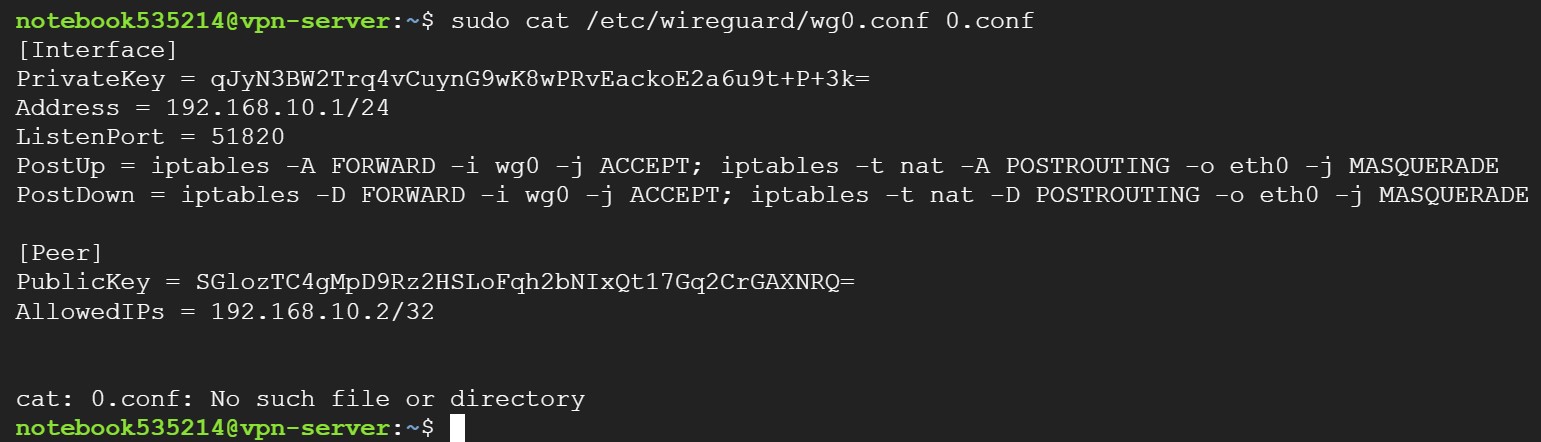 notebook535214@vpn-server:~$ sudo cat /etc/wireguard/wg0.conf 0.conf
[Interface]
PrivateKey = qJyN3BW2Trq4vCuynG9wK8wPRvEackoE2a6u9t+P+3k=
Address = 192.168.10.1/24
ListenPort = 51820
PostUp = iptables -A FORWARD -i wg0 -j ACCEPT; iptables -t nat -A POSTROUTING -o eth0 -j MASQUERADE
PostDown = iptables -D FORWARD -i wg0 -j ACCEPT; iptables -t nat -D POSTROUTING -o eth0 -j MASQUERADE
[Peer]
PublicKey = SGlozTC4gMpD9Rz2HSLoFqh2bNIxQt17Gq2CrGAXNRQ=
AllowedIPs = 192.168.10.2/32
cat: 0.conf: No such file or directory
notebook535214@vpn-server:~$